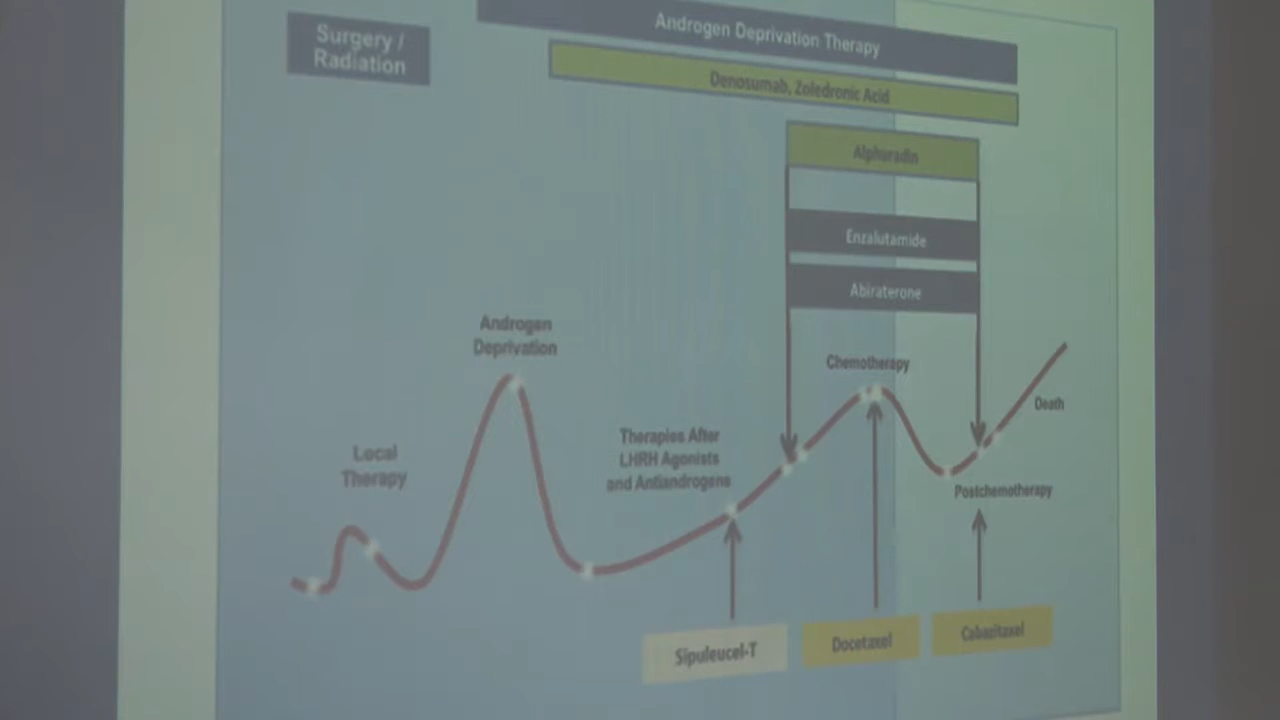 Surgery /
Radiation
Androgen Deprivation Therapy
Denosumab, Zoledronic Acid
Alpharadin
Enzalutamide
Abiraterone
Androgen
Deprivation
Chemotherapy
Death
Therapies After
LHRH Agonists
and Antiandrogens
Local
Therapy
Postchemotherapy
Sipuleucel-T
Docetaxel
Cabazitaxel